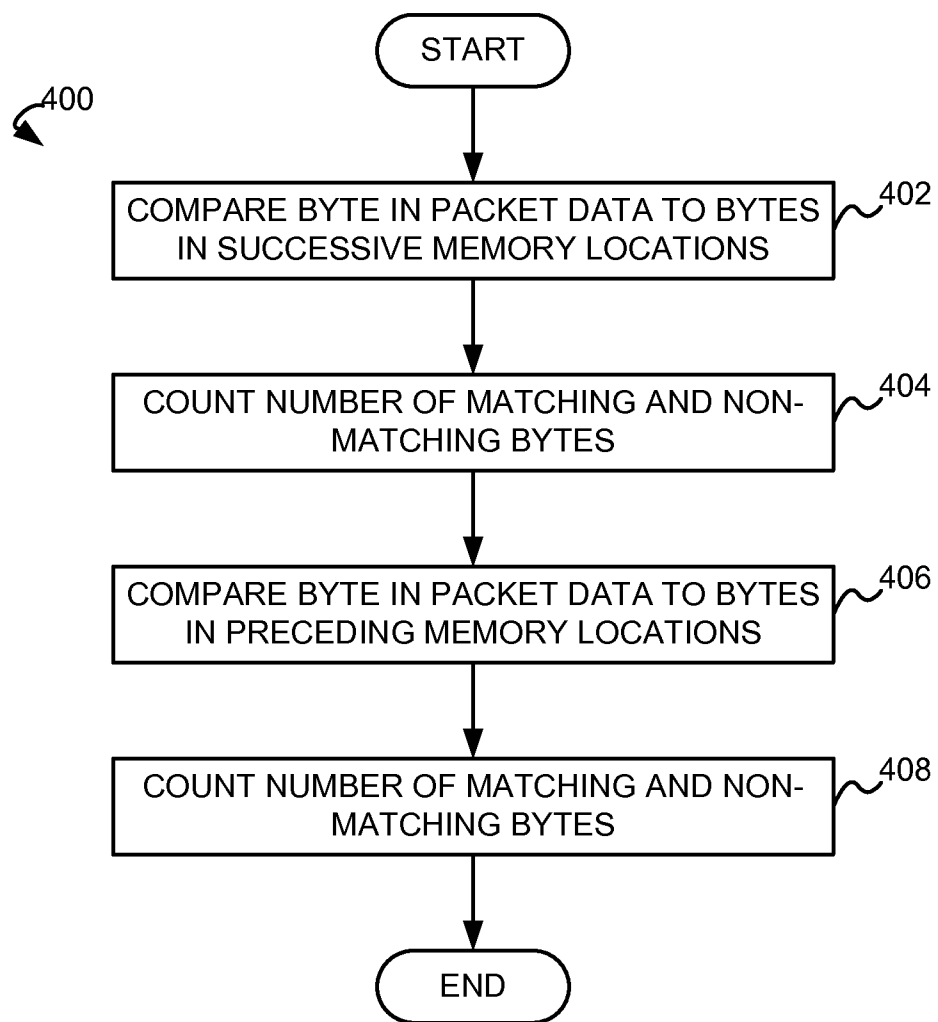 START
400
COMPARE BYTE IN PACKET DATA TO BYTES
IN SUCCESSIVE MEMORY LOCATIONS
402
COUNT NUMBER OF MATCHING AND NON-
MATCHING BYTES
404
COMPARE BYTE IN PACKET DATA TO BYTES
IN PRECEDING MEMORY LOCATIONS
406
COUNT NUMBER OF MATCHING AND NON-
MATCHING BYTES
408
END